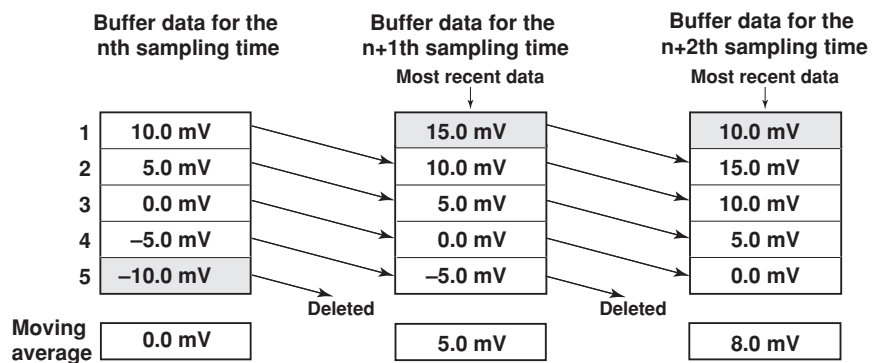 Buffer data for the
nth sampling time
Buffer data for the
n+1th sampling time
Buffer data for the
n+2th sampling time
Most recent data
Most recent data
1 10.0 mV 15.0 mV 10.0 mV
2 5.0 mV 10.0 mV 15.0 mV
3 0.0 mV 5.0 mV 10.0 mV
4 –5.0 mV 0.0 mV 5.0 mV
5 –10.0 mV –5.0 mV 0.0 mV
Deleted Deleted
Moving
average
0.0 mV 5.0 mV 8.0 mV